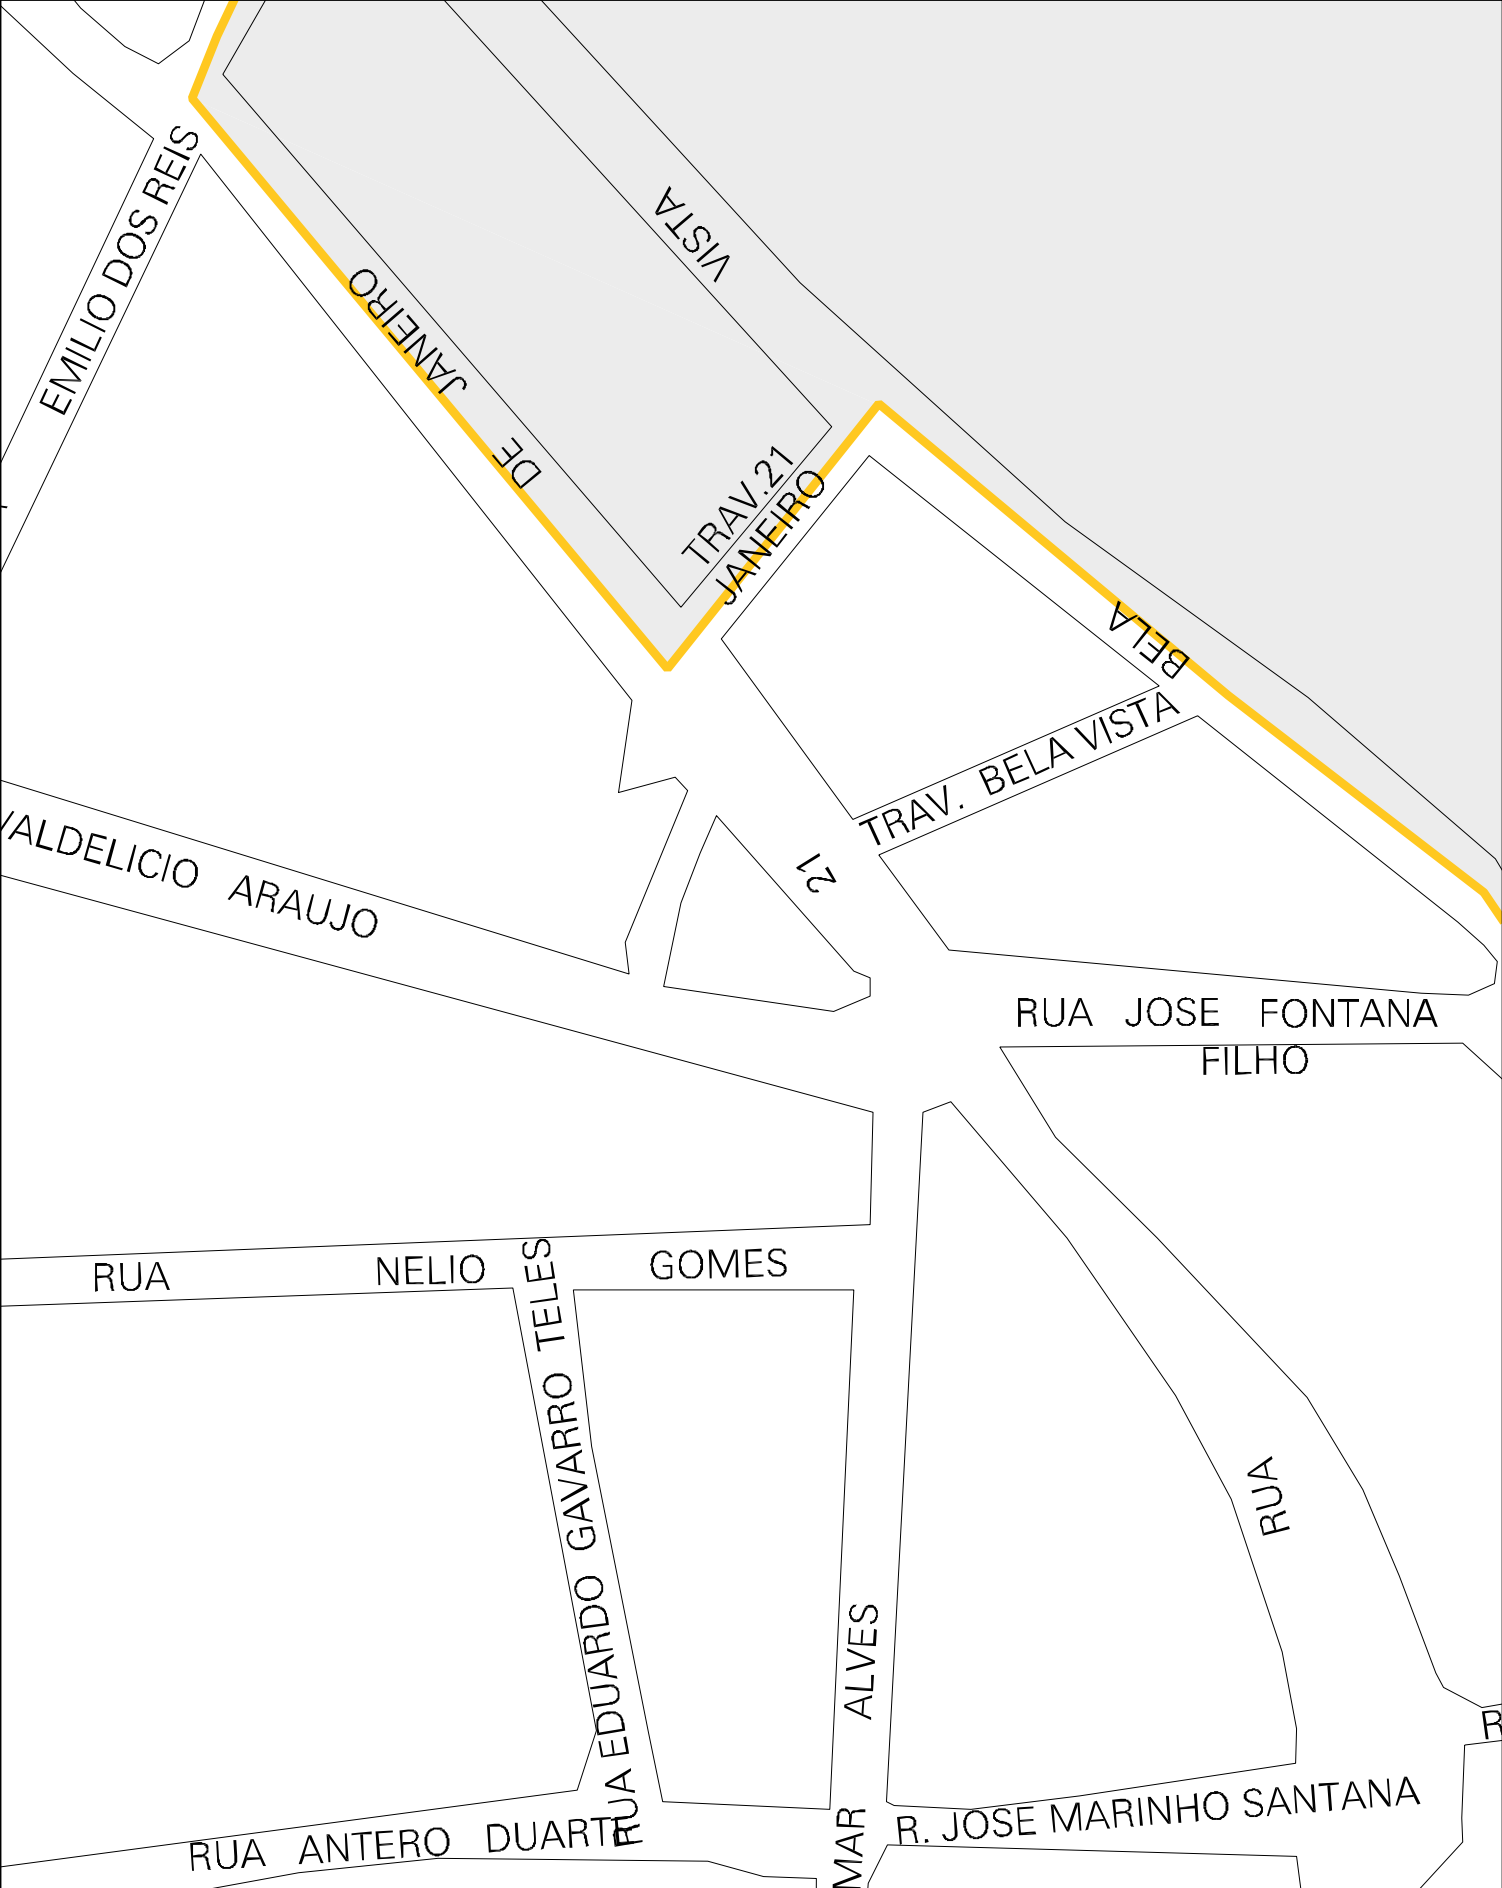 EMILIO DOS REIS
VISTA
JANEIRO
DE
TRAV.21
JANEIRO
BELA
TRAV. BELA VISTA
21
VALDELICIO ARAUJO
RUA JOSE FONTANA
FILHO
RUA NELIO GOMES
RUA EDUARDO GAVARRO TELES
RUA
ALVES
MAR
R
R. JOSE MARINHO SANTANA
RUA ANTERO DUARTE